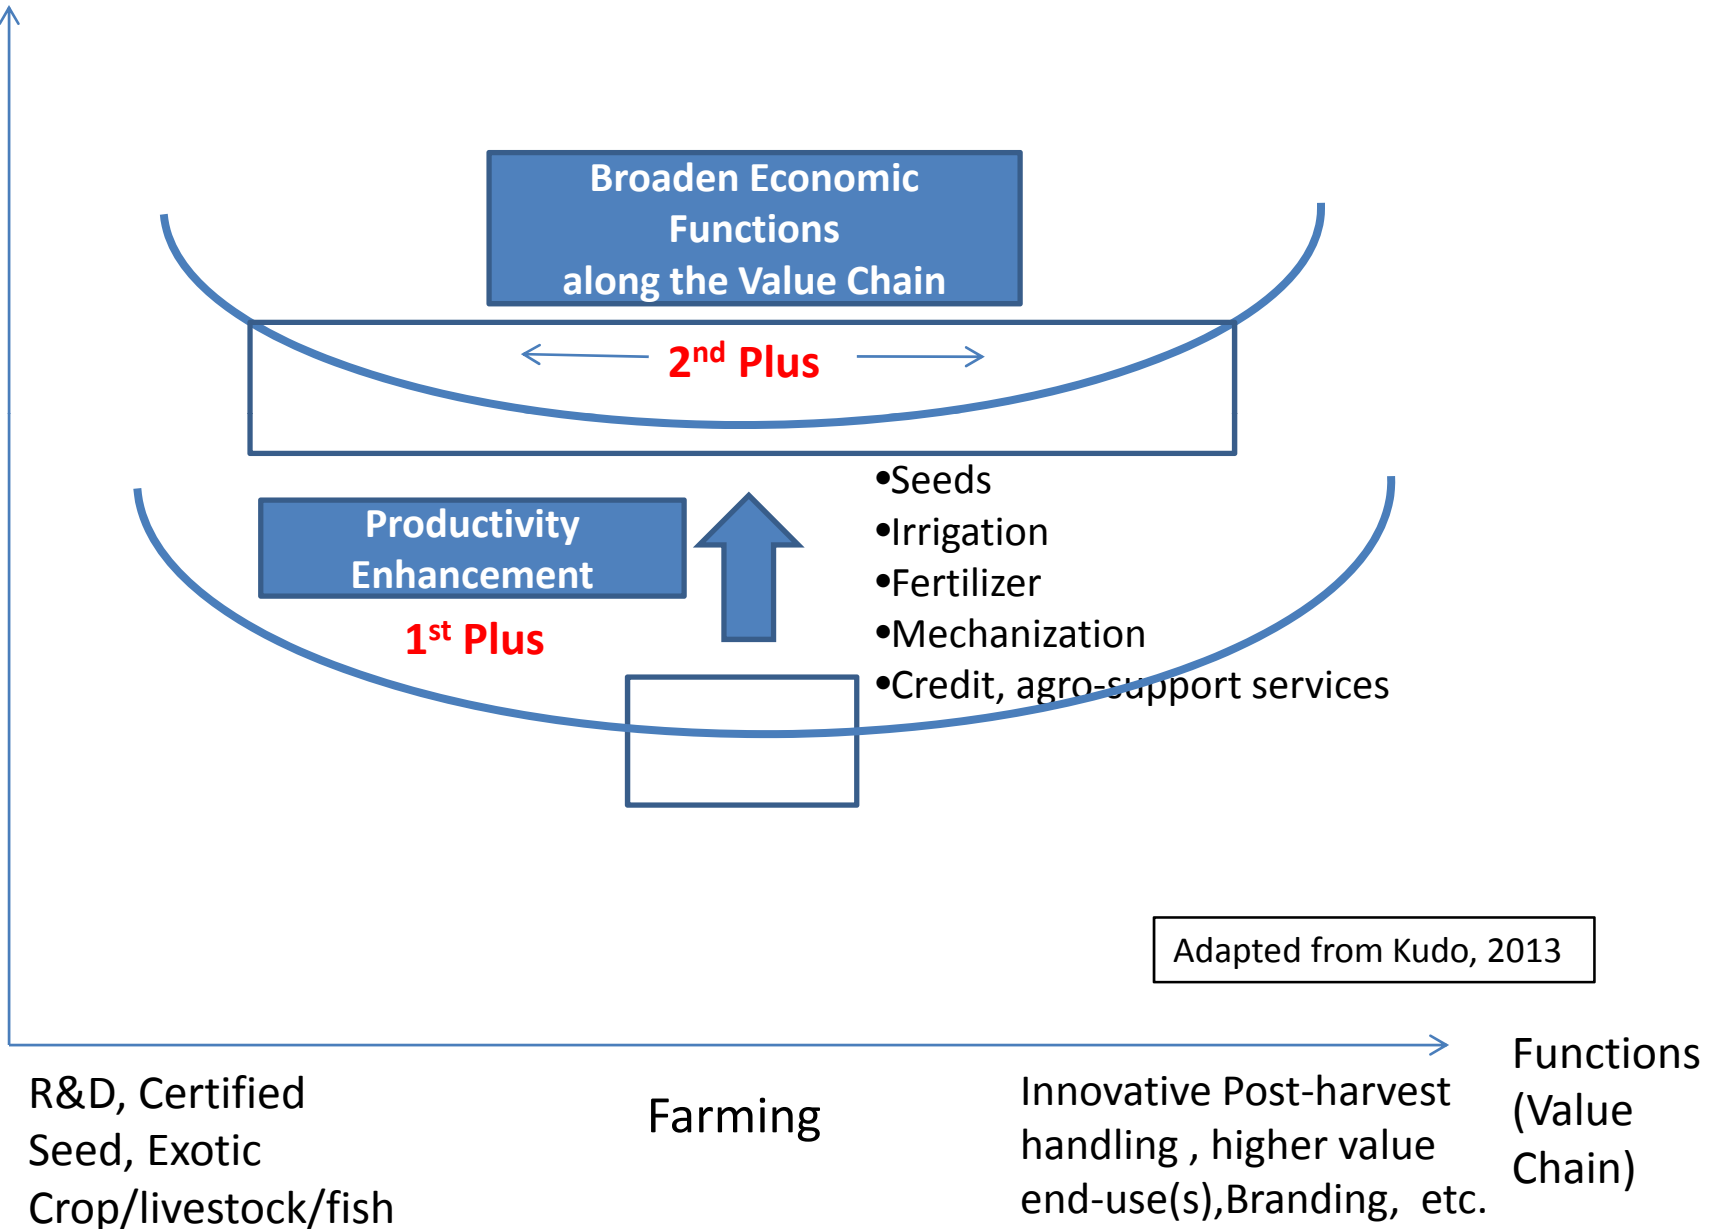 Broaden Economic
Functions
along the Value Chain
2nd Plus
Productivity
Enhancement
1st Plus
•Seeds
•Irrigation
•Fertilizer
•Mechanization
•Credit, agro-support services
Adapted from Kudo, 2013
R&D, Certified
Seed, Exotic
Crop/livestock/fish
Farming
Innovative Post-harvest
handling , higher value
end-use(s),Branding, etc.
Functions
(Value
Chain)